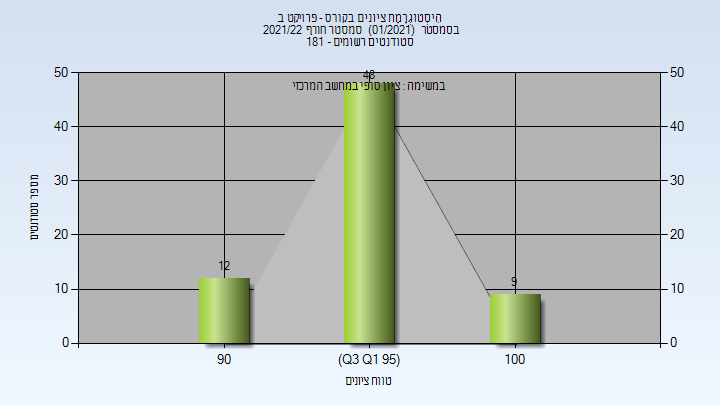 היסטוגרמת ציונים בקורס - פרויקט ב
בסמסטר (01/2021) סמסטר חורף 2021/22
סטודנטים רשומים - 181
במשימה : ציון סופי במחשב המרכזי
מספר סטודנטים
50
40
30
20
10
0
50
40
30
20
10
0
12
48
9
90
(Q3 Q1 95)
100
טווח ציונים